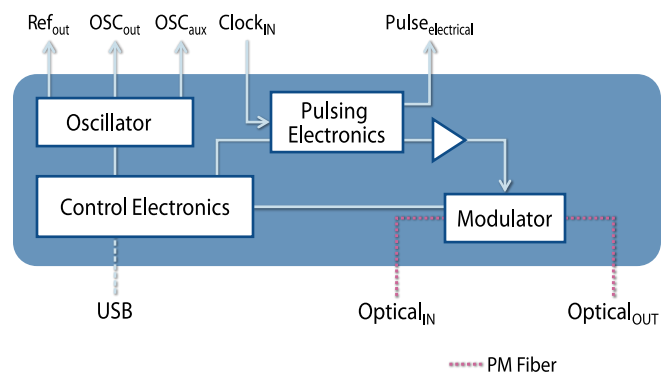 Ref_out OSC_out OSC_aux Clock_IN Pulse_electrical
Oscillator
Pulsing
Electronics
Control Electronics
Modulator
USB Optical_IN Optical_OUT
PM Fiber